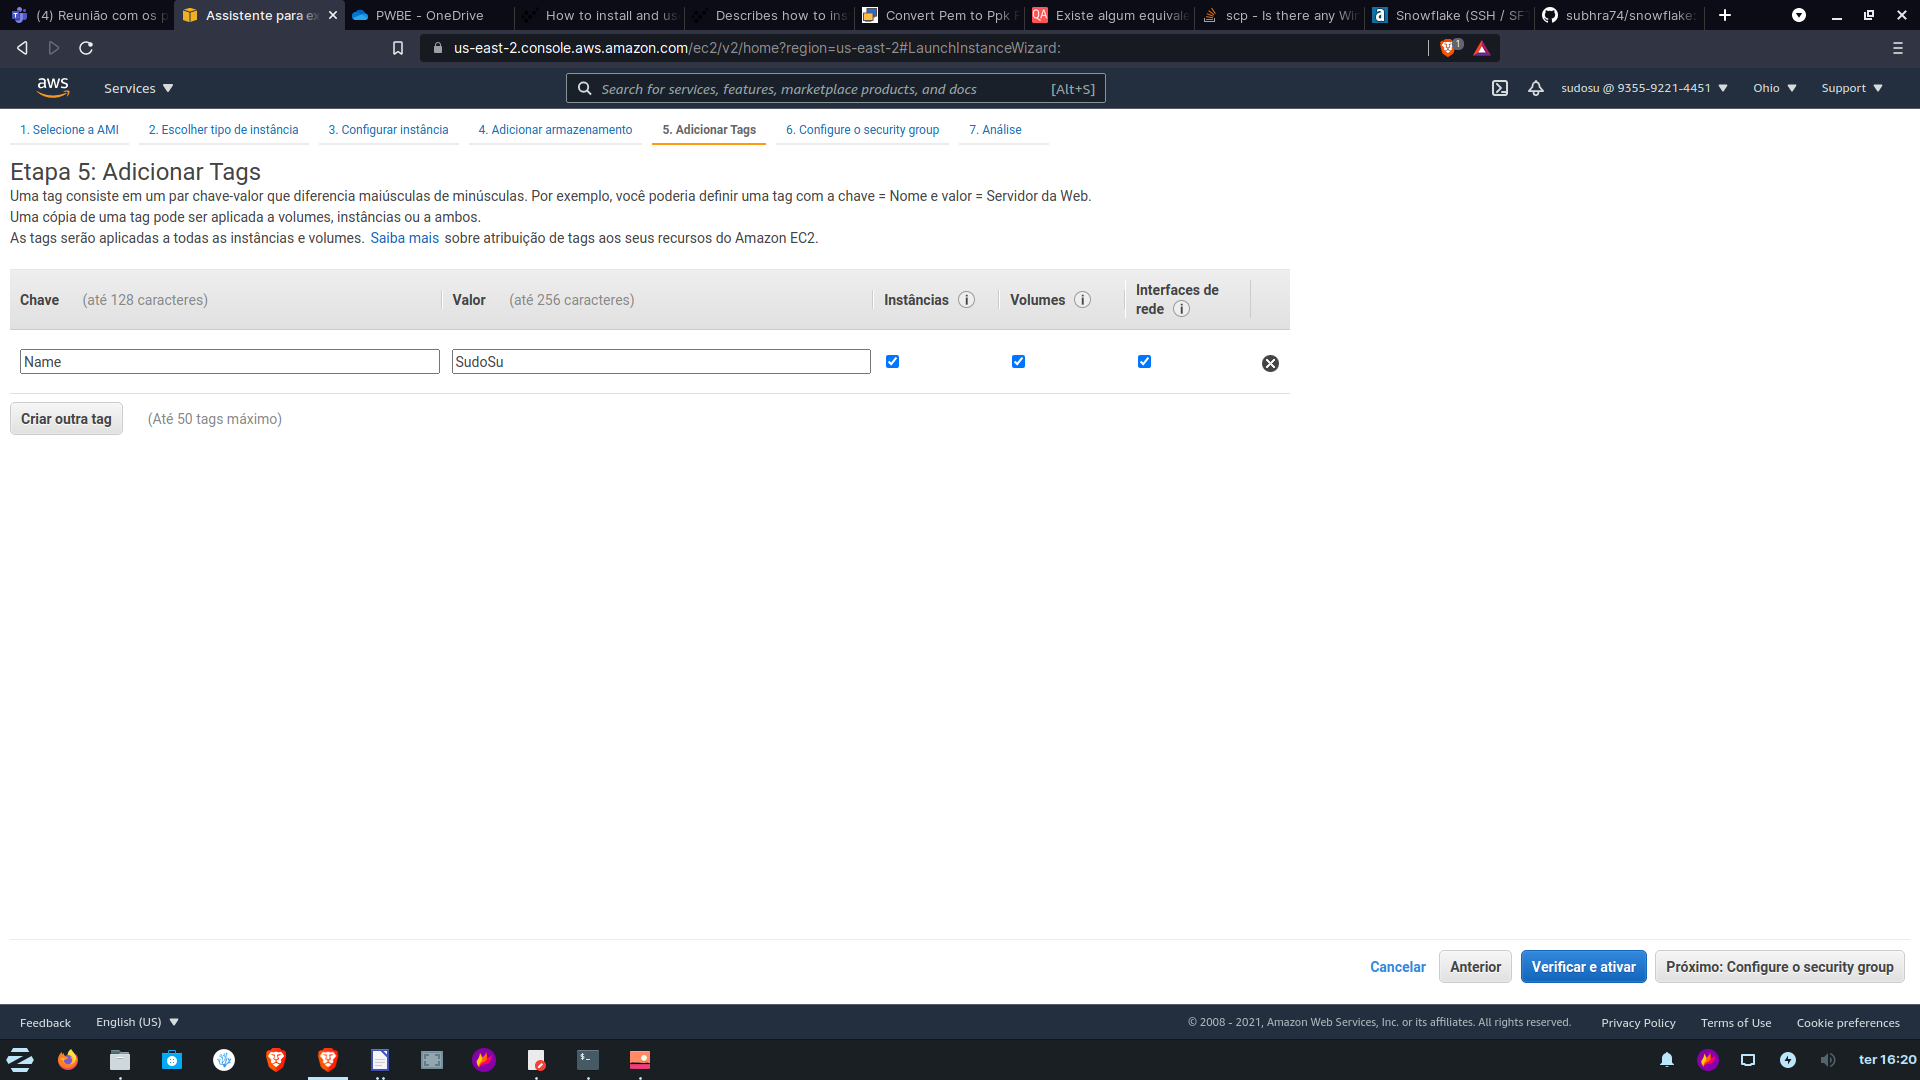 (4) Reunião com os p
Assistente para ex
PWBE - OneDrive
How to install and us
Describes how to ins
Convert Pem to Ppk F
QA Existe algum equivale
scp - Is there any Win
a Snowflake (SSH / SFT
subhra74/snowflake:
us-east-2.console.aws.amazon.com/ec2/v2/home?region=us-east-2#LaunchInstanceWizard:
1
aws
Services
Search for services, features, marketplace products, and docs [Alt+S]
sudosu @ 9355-9221-4451
Ohio
Support
1. Selecione a AMI
2. Escolher tipo de instância
3. Configurar instância
4. Adicionar armazenamento
5. Adicionar Tags
6. Configure o security group
7. Análise
Etapa 5: Adicionar Tags
Uma tag consiste em um par chave-valor que diferencia maiúsculas de minúsculas. Por exemplo, você poderia definir uma tag com a chave = Nome e valor = Servidor da Web.
Uma cópia de uma tag pode ser aplicada a volumes, instâncias ou a ambos.
As tags serão aplicadas a todas as instâncias e volumes. Saiba mais sobre atribuição de tags aos seus recursos do Amazon EC2.
Chave (até 128 caracteres)
Valor (até 256 caracteres)
Instâncias i
Volumes i
Interfaces de
rede i
Name
SudoSu
Criar outra tag
(Até 50 tags máximo)
Cancelar
Anterior
Verificar e ativar
Próximo: Configure o security group
Feedback
English (US)
© 2008 - 2021, Amazon Web Services, Inc. or its affiliates. All rights reserved.
Privacy Policy
Terms of Use
Cookie preferences
ter 16:20